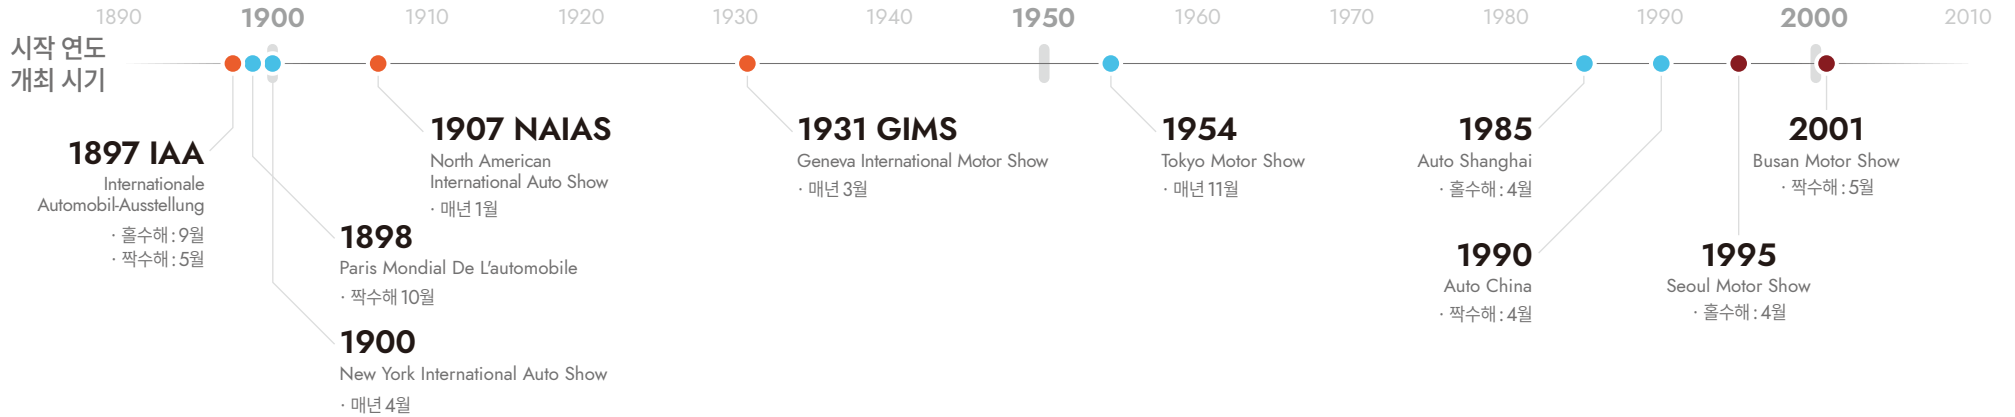 1890 1900 1910 1920 1930 1940 1950 1960 1970 1980 1990 2000 2010
시작 연도
개최 시기
1897 IAA
Internationale
Automobil-Ausstellung
· 홀수해 : 9월
· 짝수해 : 5월
1898
Paris Mondial De L'automobile
· 짝수해 10월
1900
New York International Auto Show
· 매년 4월
1907 NAIAS
North American
International Auto Show
· 매년 1월
1931 GIMS
Geneva International Motor Show
· 매년 3월
1954
Tokyo Motor Show
· 매년 11월
1985
Auto Shanghai
· 홀수해 : 4월
1990
Auto China
· 짝수해 : 4월
1995
Seoul Motor Show
· 홀수해 : 4월
2001
Busan Motor Show
· 짝수해 : 5월